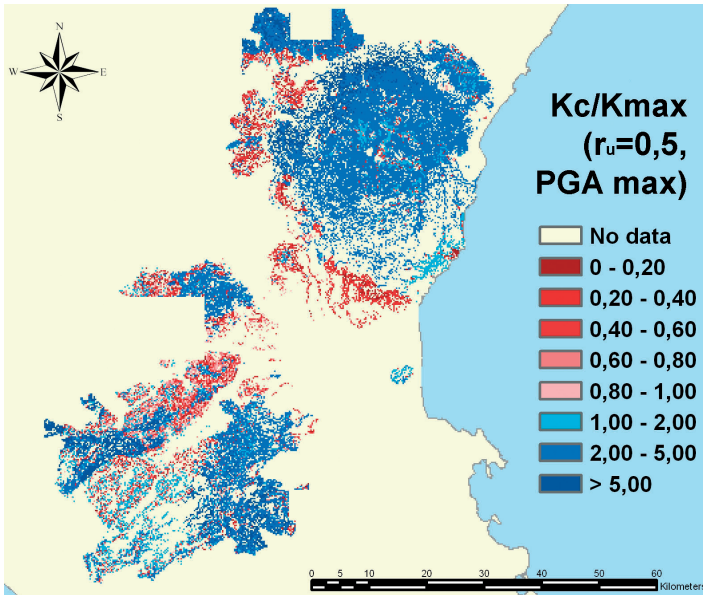 N
W E
S
Kc/Kmax
(ru=0,5,
PGA max)
No data
0 - 0,20
0,20 - 0,40
0,40 - 0,60
0,60 - 0,80
0,80 - 1,00
1,00 - 2,00
2,00 - 5,00
> 5,00
0 5 10 20 30 40 50 60
Kilometers